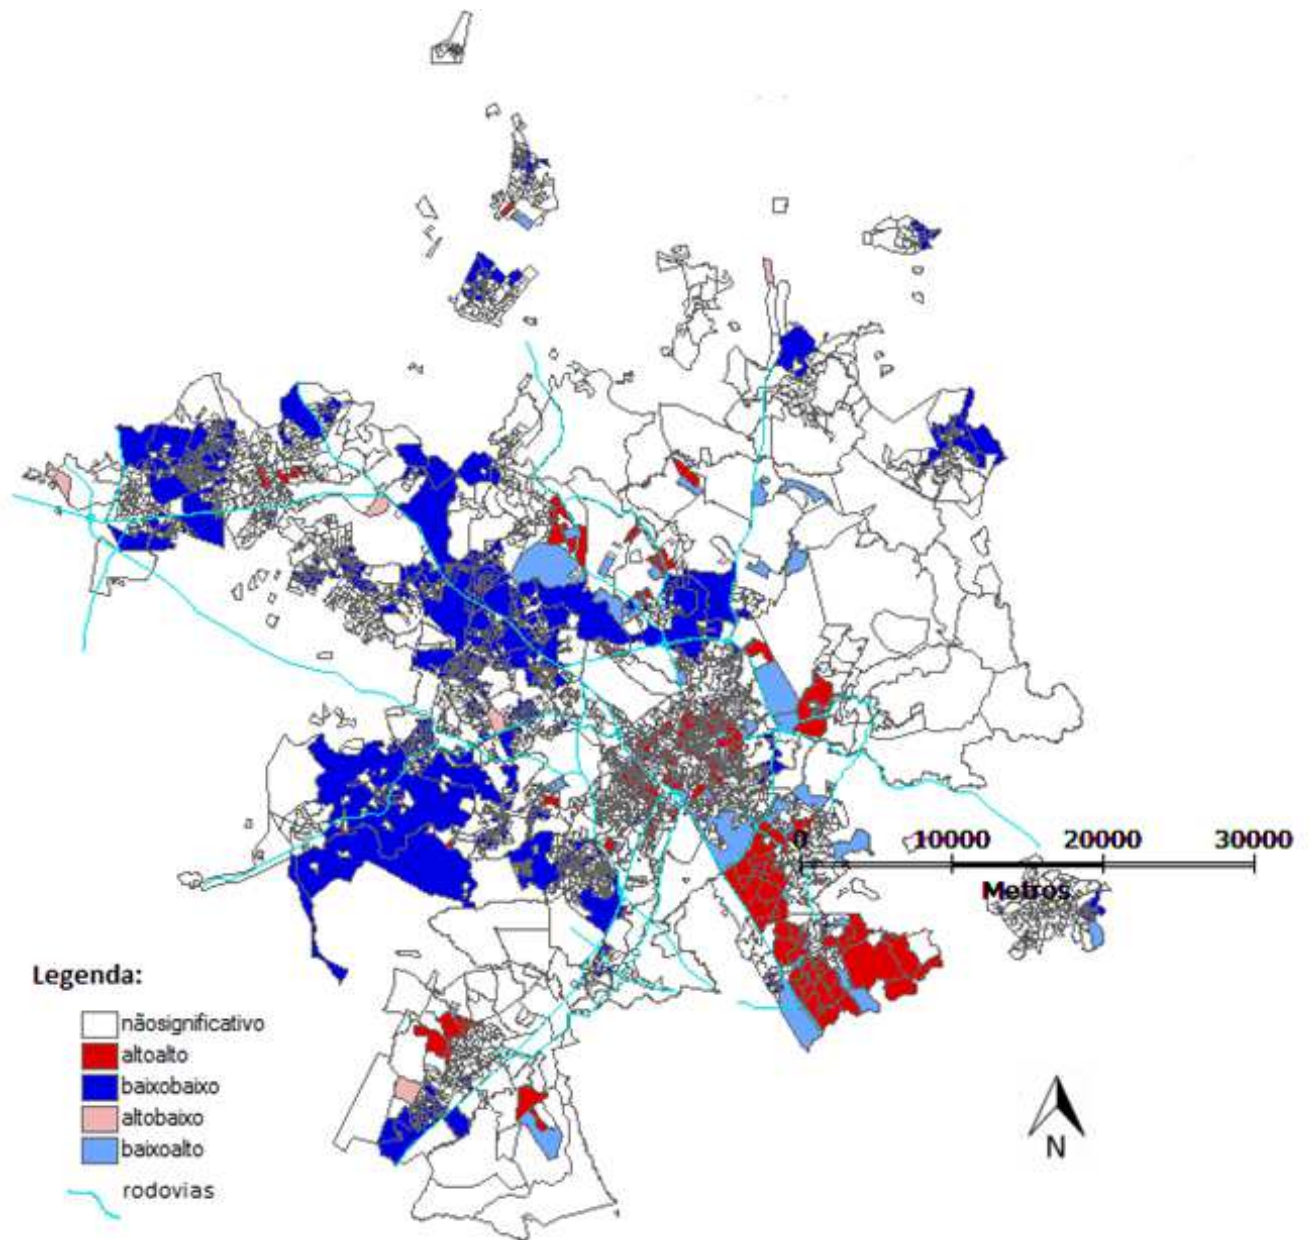 0 10000 20000 30000
Metros
Legenda:
nãosignificativo
altoalto
baixobaixo
altobaixo
baixoalto
rodovias
N